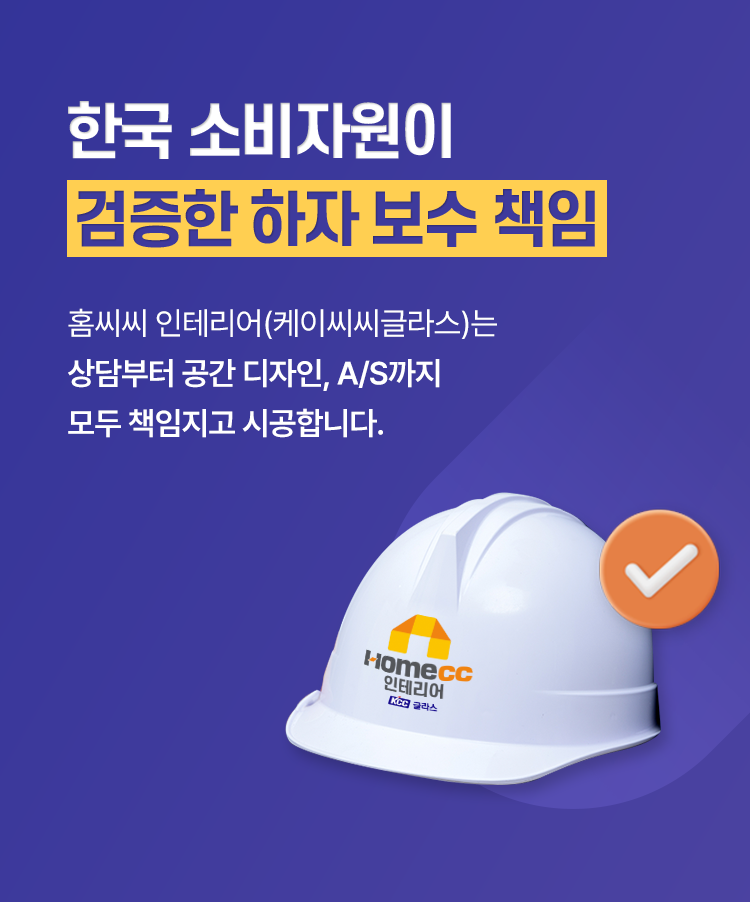 한국 소비자원이
검증한 하자 보수 책임
홈씨씨 인테리어(케이씨씨글라스)는
상담부터 공간 디자인, A/S까지
모두 책임지고 시공합니다.
Homecc
인테리어
KCC 글라스